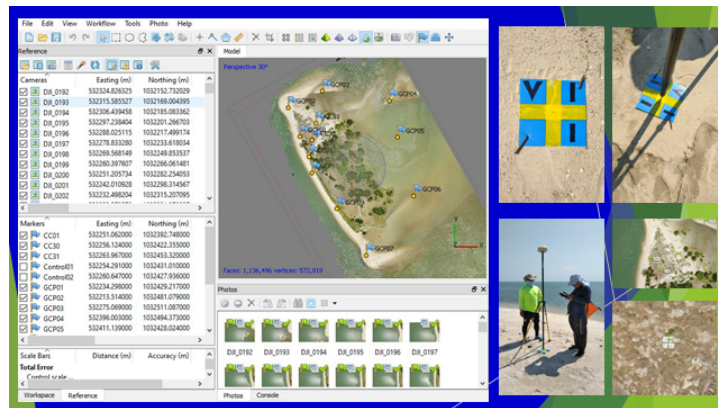 File Edit View Workflow Tools Photo Help
Reference
Cameras Easting (m) Northing (m)
DJI_0192 532324.826325 1032152.732029
DJI_0193 532315.585527 1032169.004395
DJI_0194 532306.439458 1032185.083362
DJI_0195 532297.238404 1032201.266703
DJI_0196 532288.025115 1032217.499174
DJI_0197 532278.833280 1032233.618034
DJI_0198 532269.568149 1032249.853537
DJI_0199 532260.397607 1032266.061481
DJI_0200 532251.205734 1032282.254053
DJI_0201 532242.010928 1032298.314567
DJI_0202 532232.498204 1032315.207095
Markers Easting (m) Northing (m)
CC01 532251.062000 1032392.748000
CC30 532256.124000 1032422.355000
CC31 532263.967000 1032453.320000
Control01 532254.291000 1032431.010000
Control02 532260.647000 1032427.936000
GCP01 532234.298000 1032429.217000
GCP02 532213.514000 1032481.079000
GCP03 532275.069000 1032511.087000
GCP04 532396.003000 1032494.373000
GCP05 532411.139000 1032428.024000
Scale Bars Distance (m) Accuracy (m)
Total Error
Control scale ...
Workspace Reference
Model
Perspective 30°
GCP03
GCP02
GCP04
GCP05
GCP06
GCP07
Y
X
faces: 1,136,496 vertices: 572,019
Photos
DJI_0192 DJI_0193 DJI_0194 DJI_0195 DJI_0196 DJI_0197
Photos Console
V I
I I